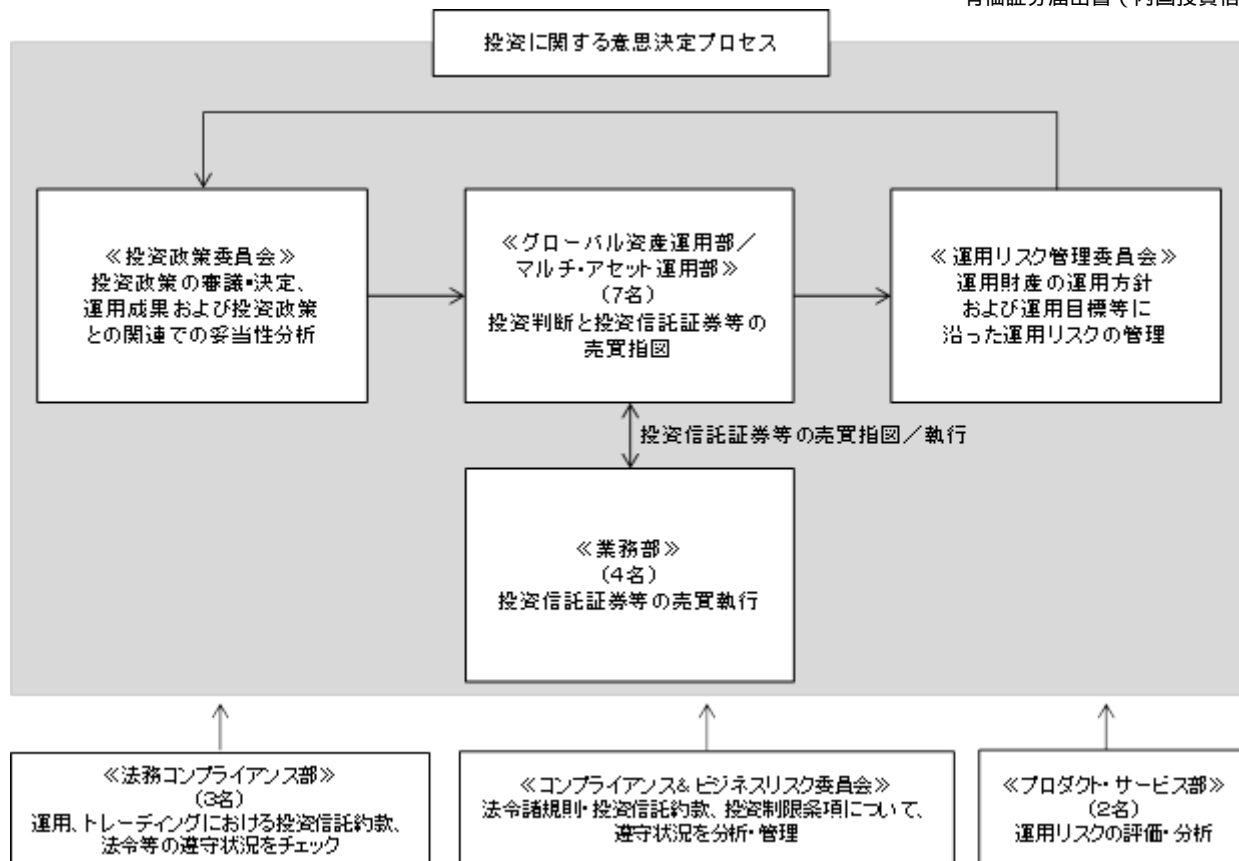 有価証券届出書(内国投資信
投資に関する意思決定プロセス
≪投資政策委員会≫
投資政策の審議・決定、
運用成果および投資政策
との関連での妥当性分析
≪グローバル資産運用部/
マルチ・アセット運用部≫
(7名)
投資判断と投資信託証券等の
売買指図
≪運用リスク管理委員会≫
運用財産の運用方針
および運用目標等に
沿った運用リスクの管理
投資信託証券等の売買指図/執行
≪業務部≫
(4名)
投資信託証券等の売買執行
≪法務コンプライアンス部≫
(3名)
運用、トレーディングにおける投資信託約款、
法令等の遵守状況をチェック
≪コンプライアンス&ビジネスリスク委員会≫
法令諸規則・投資信託約款、投資制限条項について、
遵守状況を分析・管理
≪プロダクト・サービス部≫
(2名)
運用リスクの評価・分析